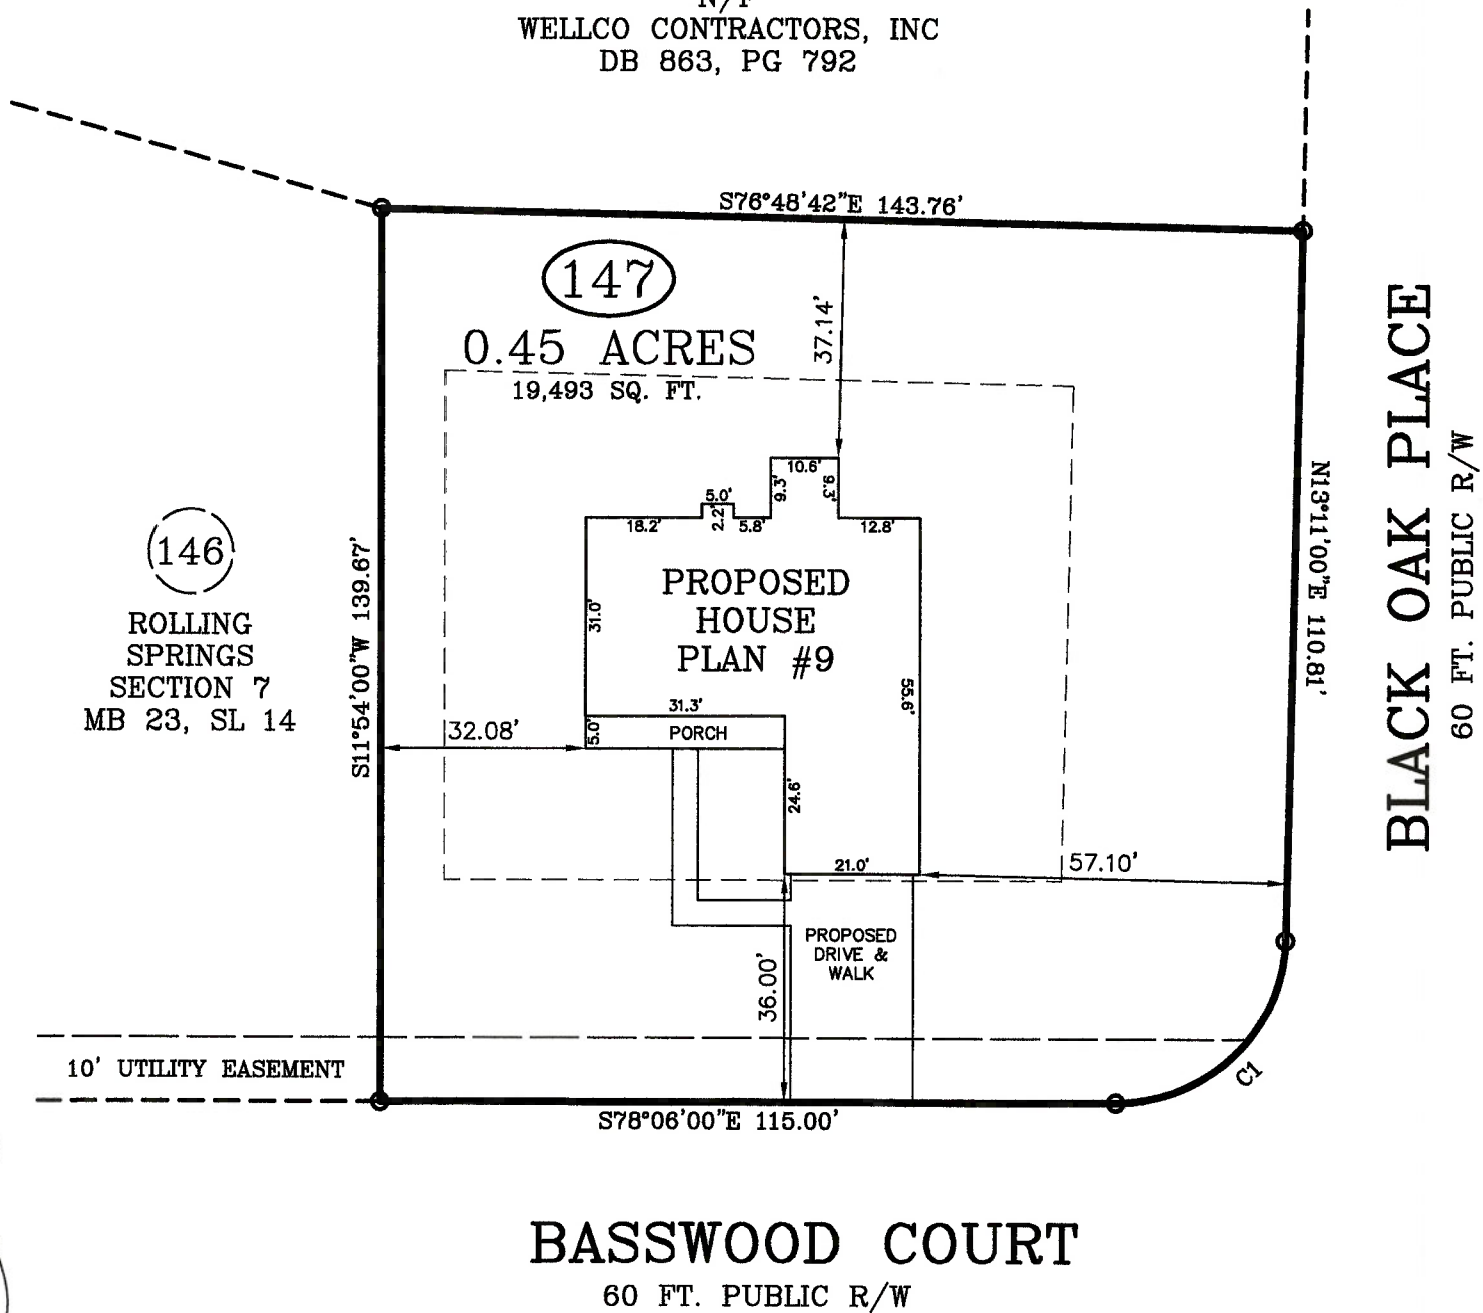 N/F
WELLCO CONTRACTORS, INC
DB 863, PG 792
S76°48'42"E 143.76'
147
0.45 ACRES
19,493 SQ. FT.
37.14'
10.6'
9.3'
9.3'
5.0'
18.2'
2.2'
5.8'
12.8'
146
ROLLING
SPRINGS
SECTION 7
MB 23, SL 14
S11°54'00"W 139.67'
PROPOSED
HOUSE
PLAN #9
31.0'
55.6'
31.3'
5.0'
PORCH
32.08'
24.6'
21.0'
57.10'
N13°11'00"E 110.81'
BLACK OAK PLACE
60 FT. PUBLIC R/W
PROPOSED
DRIVE &
WALK
36.00'
10' UTILITY EASEMENT
C1
S78°06'00"E 115.00'
BASSWOOD COURT
60 FT. PUBLIC R/W